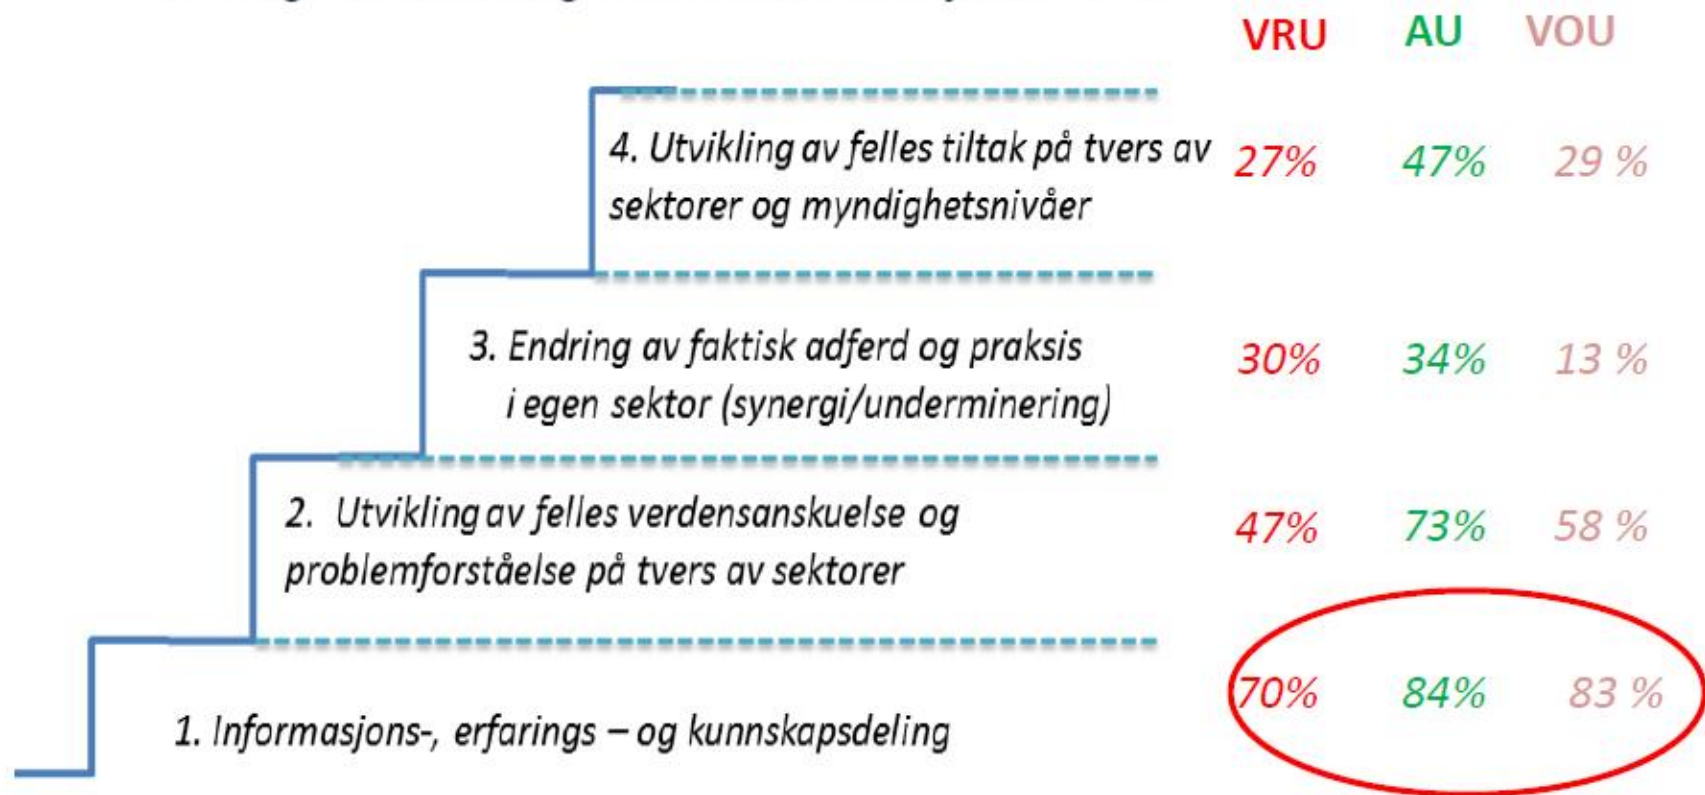 VRU AU VOU
4. Utvikling av felles tiltak på tvers av
sektorer og myndighetsnivåer
27% 47% 29 %
3. Endring av faktisk adferd og praksis
i egen sektor (synergi/underminering)
30% 34% 13 %
2. Utvikling av felles verdensanskuelse og
problemforståelse på tvers av sektorer
47% 73% 58 %
1. Informasjons-, erfarings – og kunnskapsdeling
70% 84% 83 %